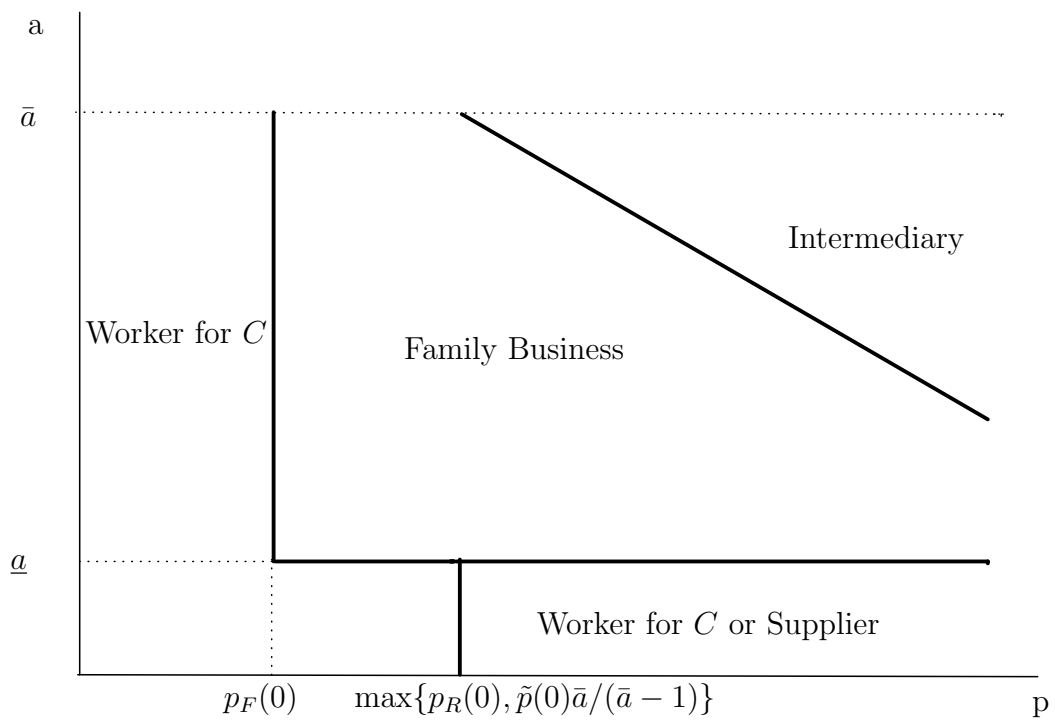 a
ā
Intermediary
Worker for C
Family Business
a̲
Worker for C or Supplier
p_F(0)
max{p_R(0), p̃(0)ā/(ā − 1)}
p